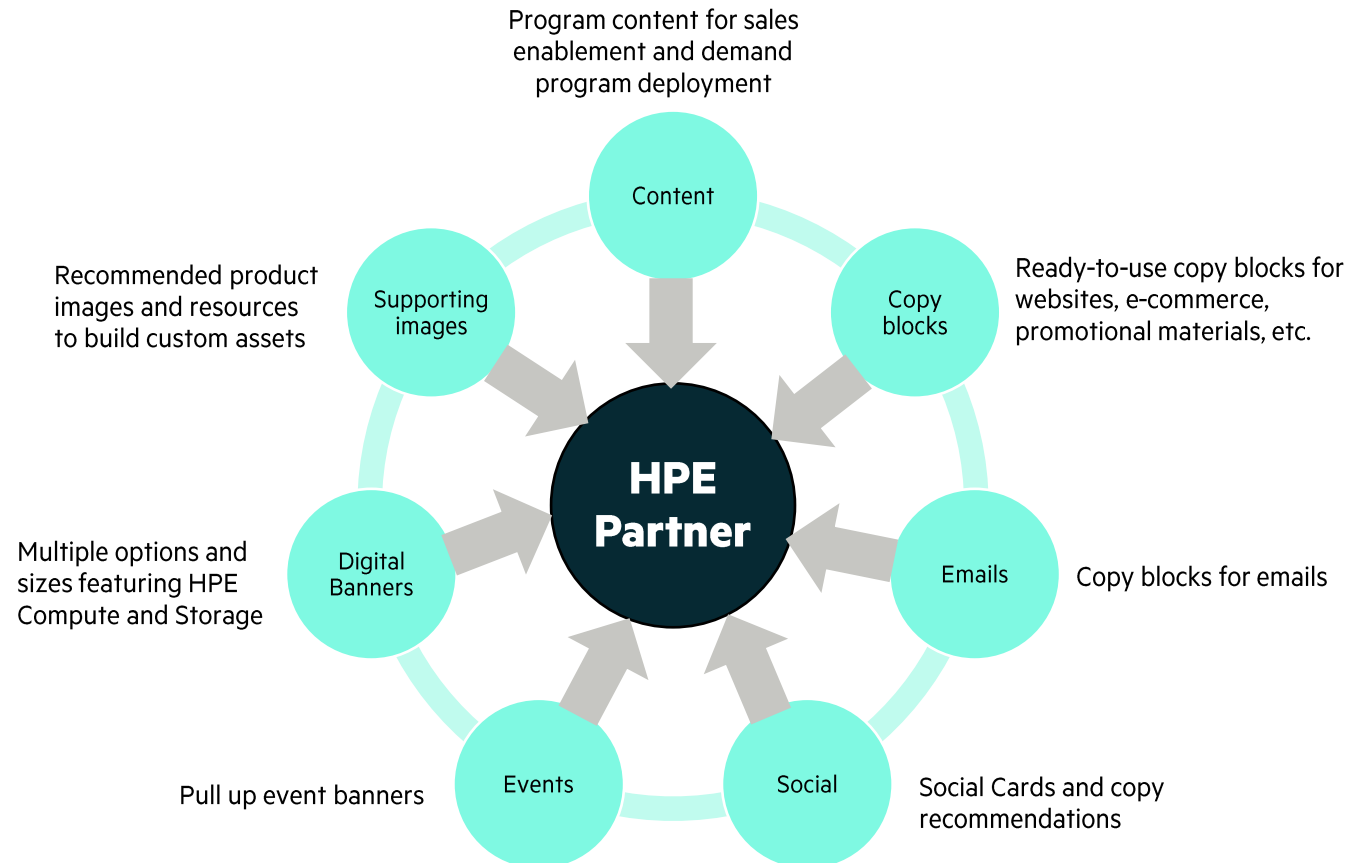 Program content for sales
enablement and demand
program deployment
Content
Recommended product
images and resources
to build custom assets
Supporting
images
Copy
blocks
Ready-to-use copy blocks for
websites, e-commerce,
promotional materials, etc.
HPE
Partner
Multiple options and
sizes featuring HPE
Compute and Storage
Digital
Banners
Emails
Copy blocks for emails
Pull up event banners
Events
Social
Social Cards and copy
recommendations